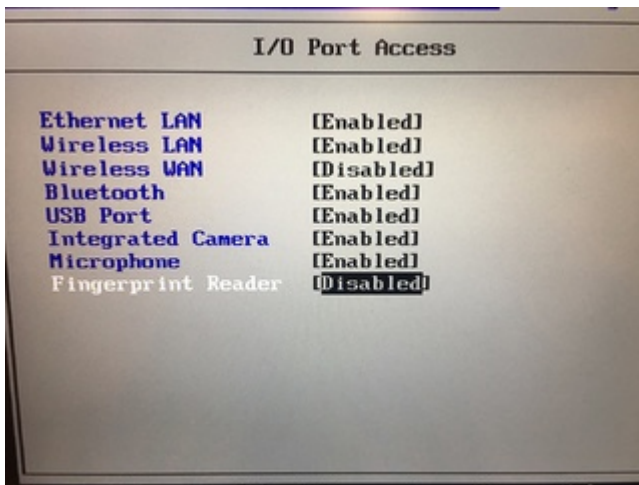 I/O Port Access
Ethernet LAN [Enabled]
Wireless LAN [Enabled]
Wireless WAN [Disabled]
Bluetooth [Enabled]
USB Port [Enabled]
Integrated Camera [Enabled]
Microphone [Enabled]
Fingerprint Reader [Disabled]